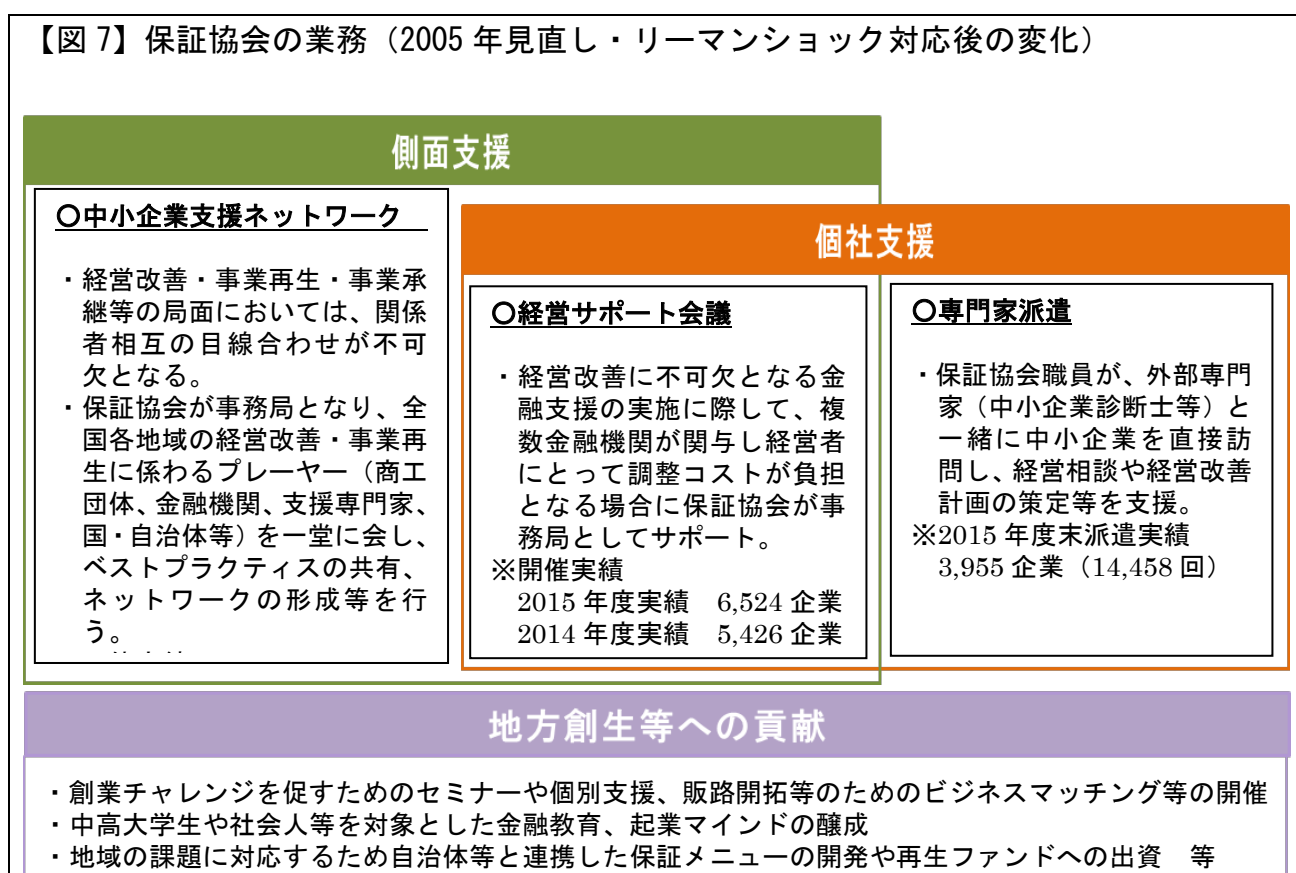 【図 7】保証協会の業務（2005 年見直し・リーマンショック対応後の変化）
側面支援
〇中小企業支援ネットワーク
・経営改善・事業再生・事業承
継等の局面においては、関係
者相互の目線合わせが不可
欠となる。
・保証協会が事務局となり、全
国各地域の経営改善・事業再
生に係わるプレーヤー（商工
団体、金融機関、支援専門家、
国・自治体等）を一堂に会し、
ベストプラクティスの共有、
ネットワークの形成等を行
う。
個社支援
〇経営サポート会議
・経営改善に不可欠となる金
融支援の実施に際して、複
数金融機関が関与し経営者
にとって調整コストが負担
となる場合に保証協会が事
務局としてサポート。
※開催実績
2015 年度実績　6,524 企業
2014 年度実績　5,426 企業
〇専門家派遣
・保証協会職員が、外部専門
家（中小企業診断士等）と
一緒に中小企業を直接訪
問し、経営相談や経営改善
計画の策定等を支援。
※2015 年度末派遣実績
3,955 企業（14,458 回）
地方創生等への貢献
・創業チャレンジを促すためのセミナーや個別支援、販路開拓等のためのビジネスマッチング等の開催
・中高大学生や社会人等を対象とした金融教育、起業マインドの醸成
・地域の課題に対応するため自治体等と連携した保証メニューの開発や再生ファンドへの出資　等